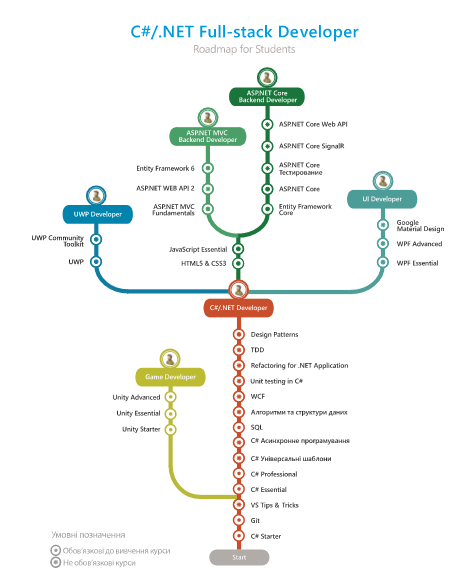 C#/.NET Full-stack Developer
Roadmap for Students
ASP.NET Core
Backend Developer
ASP.NET Core Web API
ASP.NET MVC
Backend Developer
ASP.NET Core SignalR
Entity Framework 6
ASP.NET Core
Тестирование
ASP.NET WEB API 2
ASP.NET Core
UI Developer
ASP.NET MVC
Fundamentals
Entity Framework
Core
UWP Developer
Google
Material Design
UWP Community
Toolkit
WPF Advanced
JavaScript Essential
UWP
HTML5 & CSS3
WPF Essential
C#/.NET Developer
Design Patterns
TDD
Refactoring for .NET Application
Game Developer
Unit testing in C#
Unity Advanced
WCF
Unity Essential
Алгоритми та структури даних
Unity Starter
SQL
C# Асинхронне програмування
C# Універсальні шаблони
C# Professional
C# Essential
VS Tips & Tricks
Git
C# Starter
Умовні позначення
Обов'язкові до вивчення курси
Не обов'язкові курси
Start